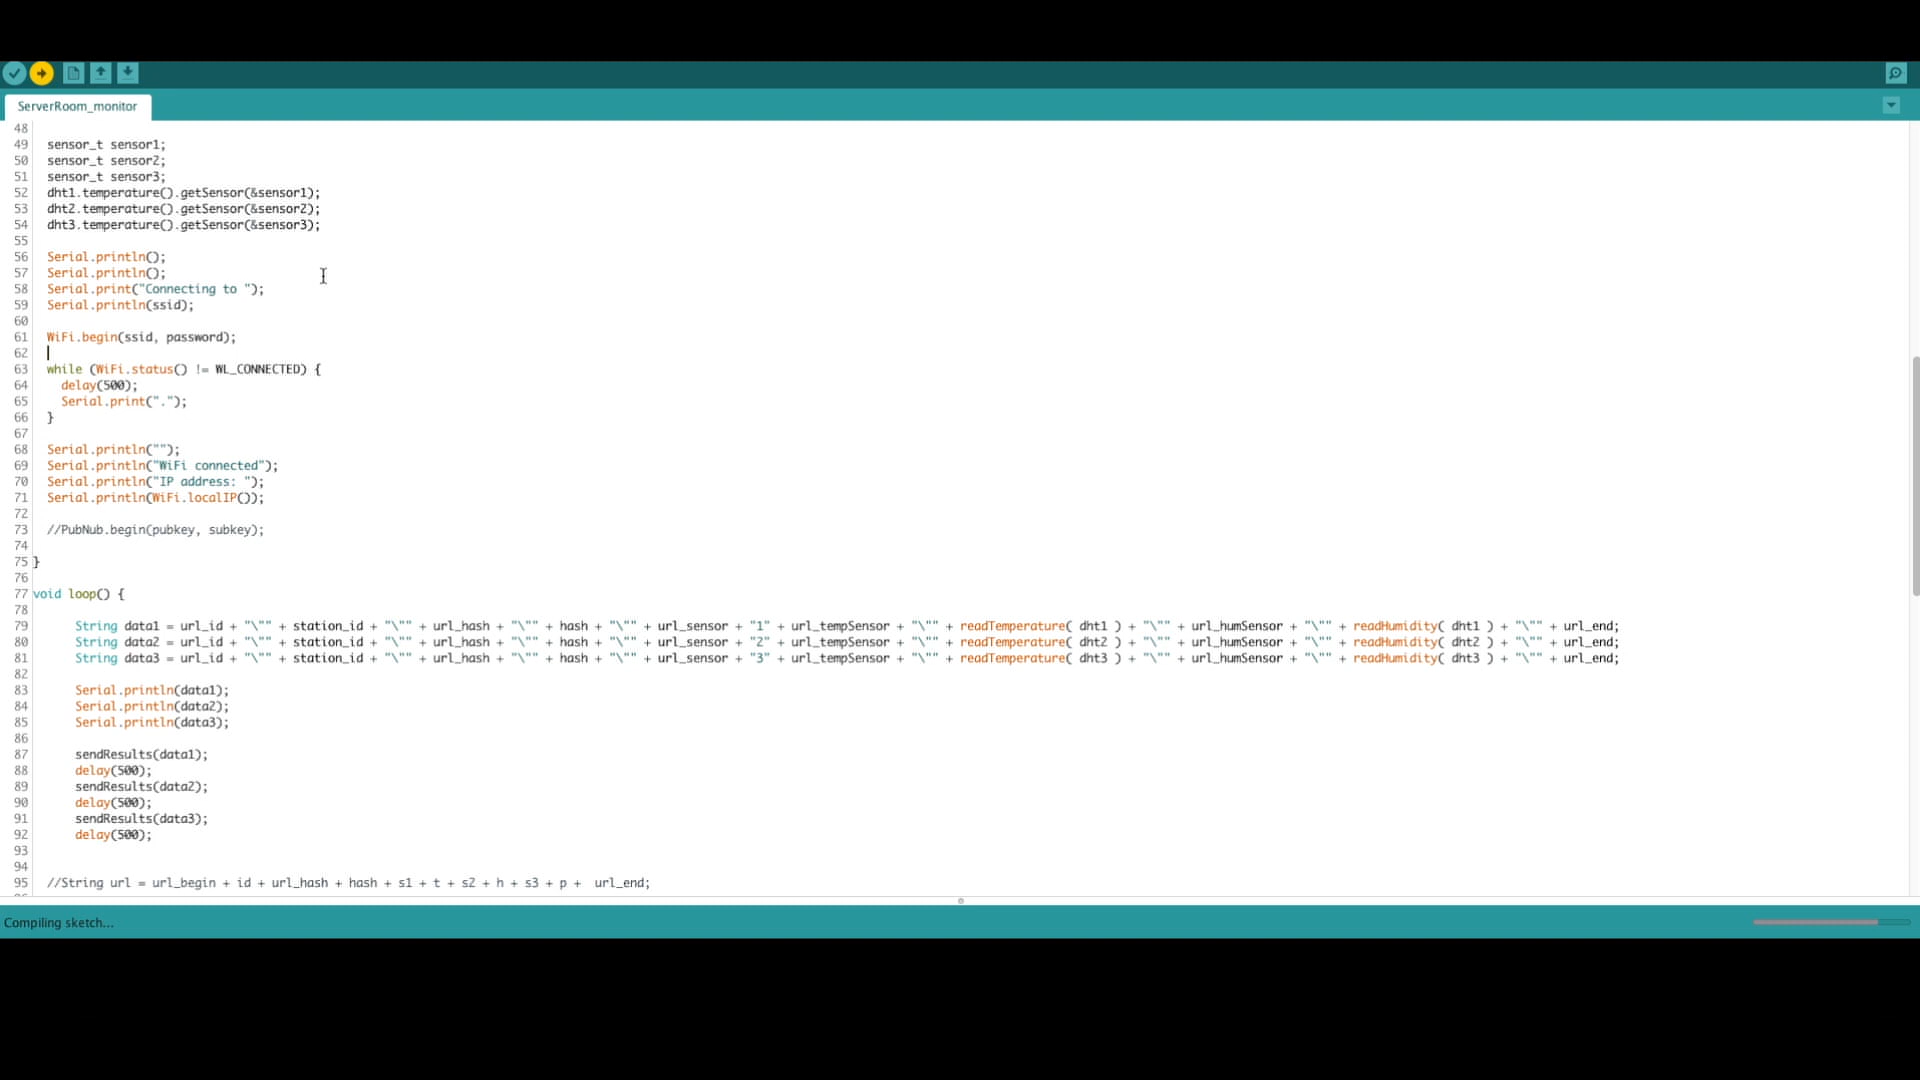 ServerRoom_monitor
48
49 sensor_t sensor1;
50 sensor_t sensor2;
51 sensor_t sensor3;
52 dht1.temperature().getSensor(&sensor1);
53 dht2.temperature().getSensor(&sensor2);
54 dht3.temperature().getSensor(&sensor3);
55
56 Serial.println();
57 Serial.println();
58 Serial.print("Connecting to ");
59 Serial.println(ssid);
60
61 WiFi.begin(ssid, password);
62
63 while (WiFi.status() != WL_CONNECTED) {
64 delay(500);
65 Serial.print(".");
66 }
67
68 Serial.println("");
69 Serial.println("WiFi connected");
70 Serial.println("IP address: ");
71 Serial.println(WiFi.localIP());
72
73 //PubNub.begin(pubkey, subkey);
74
75 }
76
77 void loop() {
78
79 String data1 = url_id + "\"" + station_id + "\"" + url_hash + "\"" + hash + "\"" + url_sensor + "1" + url_tempSensor + "\"" + readTemperature( dht1 ) + "\"" + url_humSensor + "\"" + readHumidity( dht1 ) + "\"" + url_end;
80 String data2 = url_id + "\"" + station_id + "\"" + url_hash + "\"" + hash + "\"" + url_sensor + "2" + url_tempSensor + "\"" + readTemperature( dht2 ) + "\"" + url_humSensor + "\"" + readHumidity( dht2 ) + "\"" + url_end;
81 String data3 = url_id + "\"" + station_id + "\"" + url_hash + "\"" + hash + "\"" + url_sensor + "3" + url_tempSensor + "\"" + readTemperature( dht3 ) + "\"" + url_humSensor + "\"" + readHumidity( dht3 ) + "\"" + url_end;
82
83 Serial.println(data1);
84 Serial.println(data2);
85 Serial.println(data3);
86
87 sendResults(data1);
88 delay(500);
89 sendResults(data2);
90 delay(500);
91 sendResults(data3);
92 delay(500);
93
94
95 //String url = url_begin + id + url_hash + hash + s1 + t + s2 + h + s3 + p + url_end;
Compiling sketch...